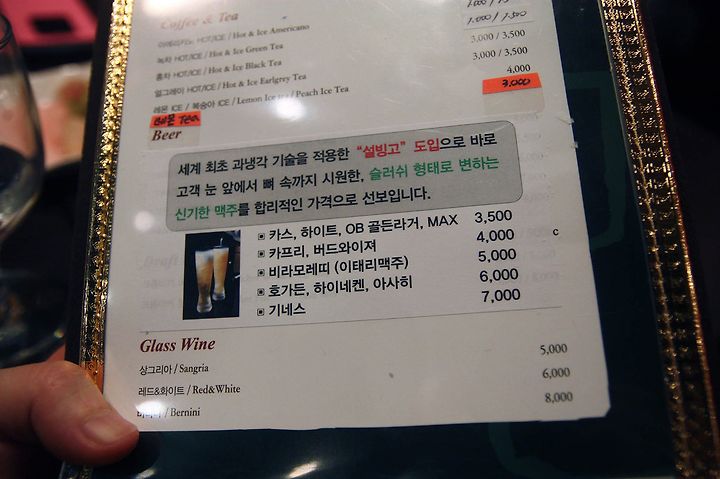 Coffee & Tea
아메리카노 HOT/ICE / Hot & Ice Americano
녹차 HOT/ICE / Hot & Ice Green Tea 3,000 / 3,500
홍차 HOT/ICE / Hot & Ice Black Tea 3,000 / 3,500
얼그레이 HOT/ICE / Hot & Ice Earlgrey Tea 4,000
레몬 ICE / 복숭아 ICE / Lemon Ice tea / Peach Ice Tea 3,000
레몬 Tea
Beer
세계 최초 과냉각 기술을 적용한 “설빙고” 도입으로 바로
고객 눈 앞에서 뼈 속까지 시원한, 슬러쉬 형태로 변하는
신기한 맥주를 합리적인 가격으로 선보입니다.
카스, 하이트, OB 골든라거, MAX 3,500
카프리, 버드와이져 4,000
비라모레띠 (이태리맥주) 5,000
호가든, 하이네켄, 아사히 6,000
기네스 7,000
c
Glass Wine
상그리아 / Sangria 5,000
레드&화이트 / Red&White 6,000
/ Bernini 8,000